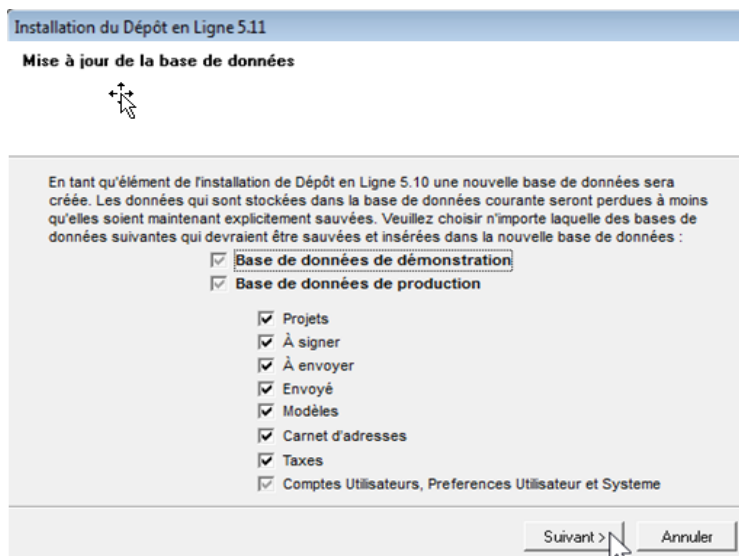 Installation du Dépôt en Ligne 5.11
Mise à jour de la base de données
En tant qu'élément de l'installation de Dépôt en Ligne 5.10 une nouvelle base de données sera
créée. Les données qui sont stockées dans la base de données courante seront perdues à moins
qu'elles soient maintenant explicitement sauvées. Veuillez choisir n'importe laquelle des bases de
données suivantes qui devraient être sauvées et insérées dans la nouvelle base de données :
Base de données de démonstration
Base de données de production
Projets
À signer
À envoyer
Envoyé
Modèles
Carnet d'adresses
Taxes
Comptes Utilisateurs, Preferences Utilisateur et Systeme
Suivant >
Annuler